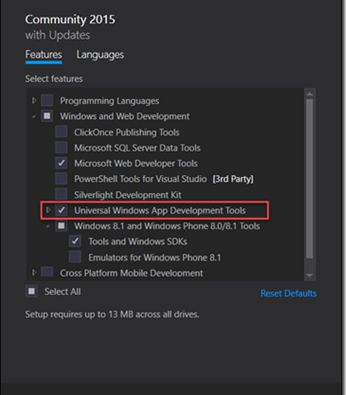 Community 2015
with Updates
Features Languages
Select features
Programming Languages
Windows and Web Development
ClickOnce Publishing Tools
Microsoft SQL Server Data Tools
Microsoft Web Developer Tools
PowerShell Tools for Visual Studio [3rd Party]
Silverlight Development Kit
Universal Windows App Development Tools
Windows 8.1 and Windows Phone 8.0/8.1 Tools
Tools and Windows SDKs
Emulators for Windows Phone 8.1
Cross Platform Mobile Development
Select All Reset Defaults
Setup requires up to 13 MB across all drives.